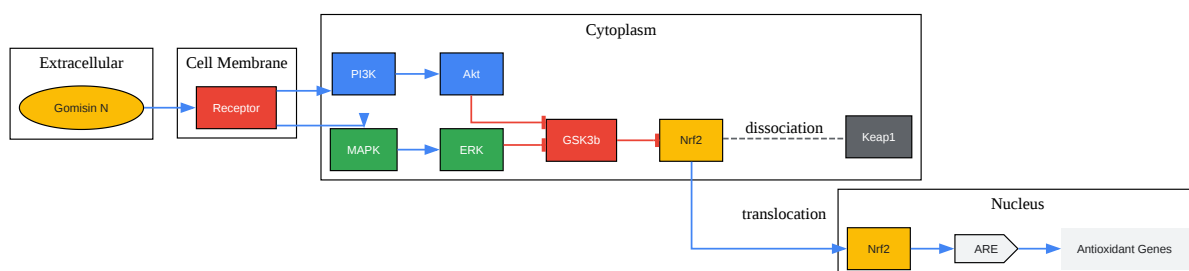 Extracellular
Gomisin N
Cell Membrane
Receptor
Cytoplasm
PI3K
Akt
MAPK
ERK
GSK3b
Nrf2
dissociation
Keap1
translocation
Nucleus
Nrf2
ARE
Antioxidant Genes